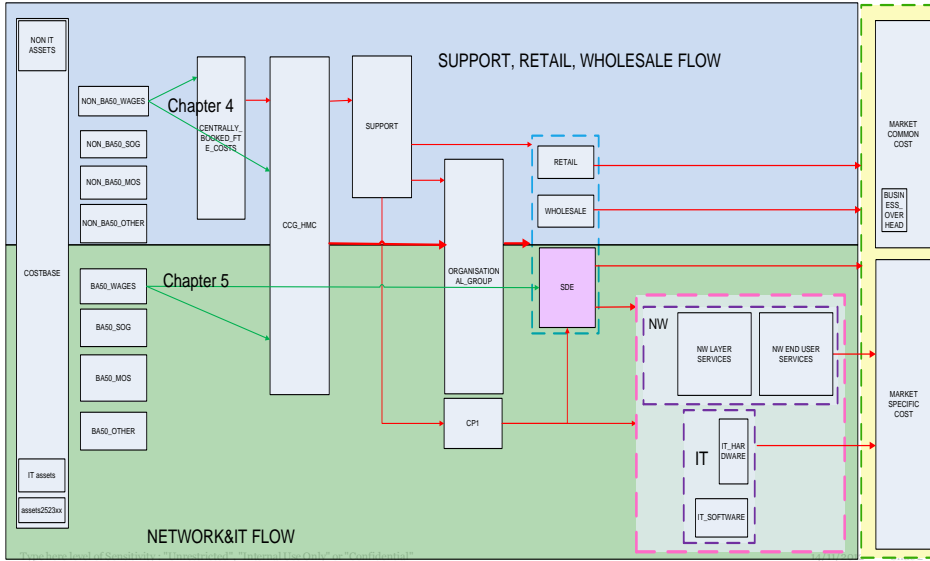 NON IT
ASSETS
SUPPORT, RETAIL, WHOLESALE FLOW
NON_BA50_WAGES
Chapter 4
CENTRALLY_
BOOKED_FT
E_COSTS
SUPPORT
MARKET
COMMON
COST
NON_BA50_SOG
RETAIL
NON_BA50_MOS
WHOLESALE
BUSIN
ESS_
OVER
HEAD
NON_BA50_OTHER
CCG_HMC
COSTBASE
ORGANISATION
AL_GROUP
Chapter 5
BA50_WAGES
SDE
BA50_SOG
NW
NW LAYER
SERVICES
NW END USER
SERVICES
BA50_MOS
MARKET
SPECIFIC
COST
BA50_OTHER
CP1
IT
IT_HAR
DWARE
IT assets
assets2523xx
IT_SOFTWARE
NETWORK&IT FLOW
Type here level of Sensitivity : "Unrestricted", "Internal Use Only" or "Confidential"